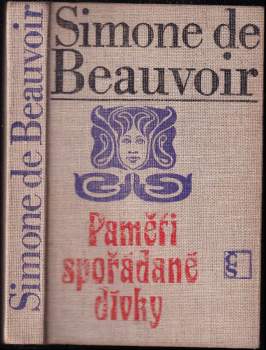 Simone de
Beauvoir
Paměti
spořádané
dívky
Simone de Beauvoir